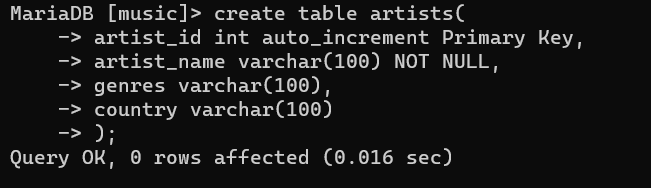 MariaDB [music]> create table artists(
    -> artist_id int auto_increment Primary Key,
    -> artist_name varchar(100) NOT NULL,
    -> genres varchar(100),
    -> country varchar(100)
    -> );
Query OK, 0 rows affected (0.016 sec)